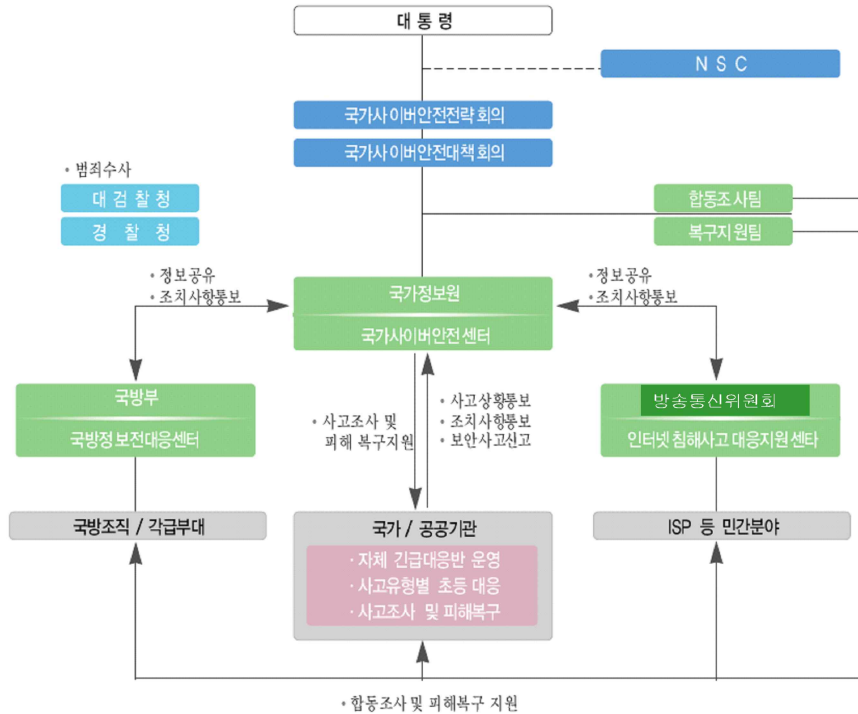 대통령
NSC
국가사이버안전전략 회의
국가사이버안전대책 회의
• 범죄수사
대검찰청
경찰청
합동조사팀
복구지원팀
• 정보공유
• 조치사항통보
국가정보원
국가사이버안전 센터
• 정보공유
• 조치사항통보
국방부
국방정보전대응센터
• 사고조사 및
피해 복구지원
• 사고상황통보
• 조치사항통보
• 보안사고신고
방송통신위원회
인터넷 침해사고 대응지원 센타
국방조직 / 각급부대
국가 / 공공기관
· 자체 긴급대응반 운영
· 사고유형별 초등 대응
· 사고조사 및 피해복구
ISP 등 민간분야
• 합동조사 및 피해복구 지원